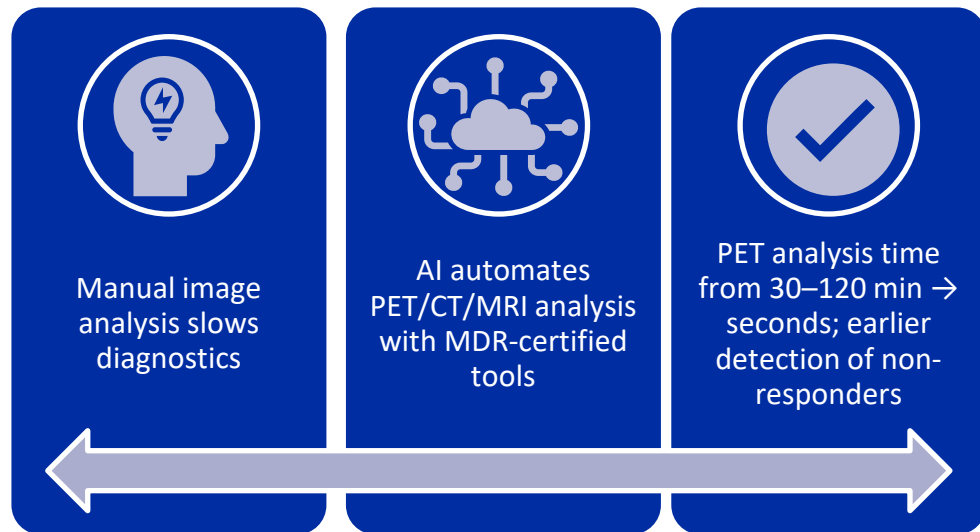 Manual image
analysis slows
diagnostics
AI automates
PET/CT/MRI analysis
with MDR-certified
tools
PET analysis time
from 30–120 min →
seconds; earlier
detection of non-
responders